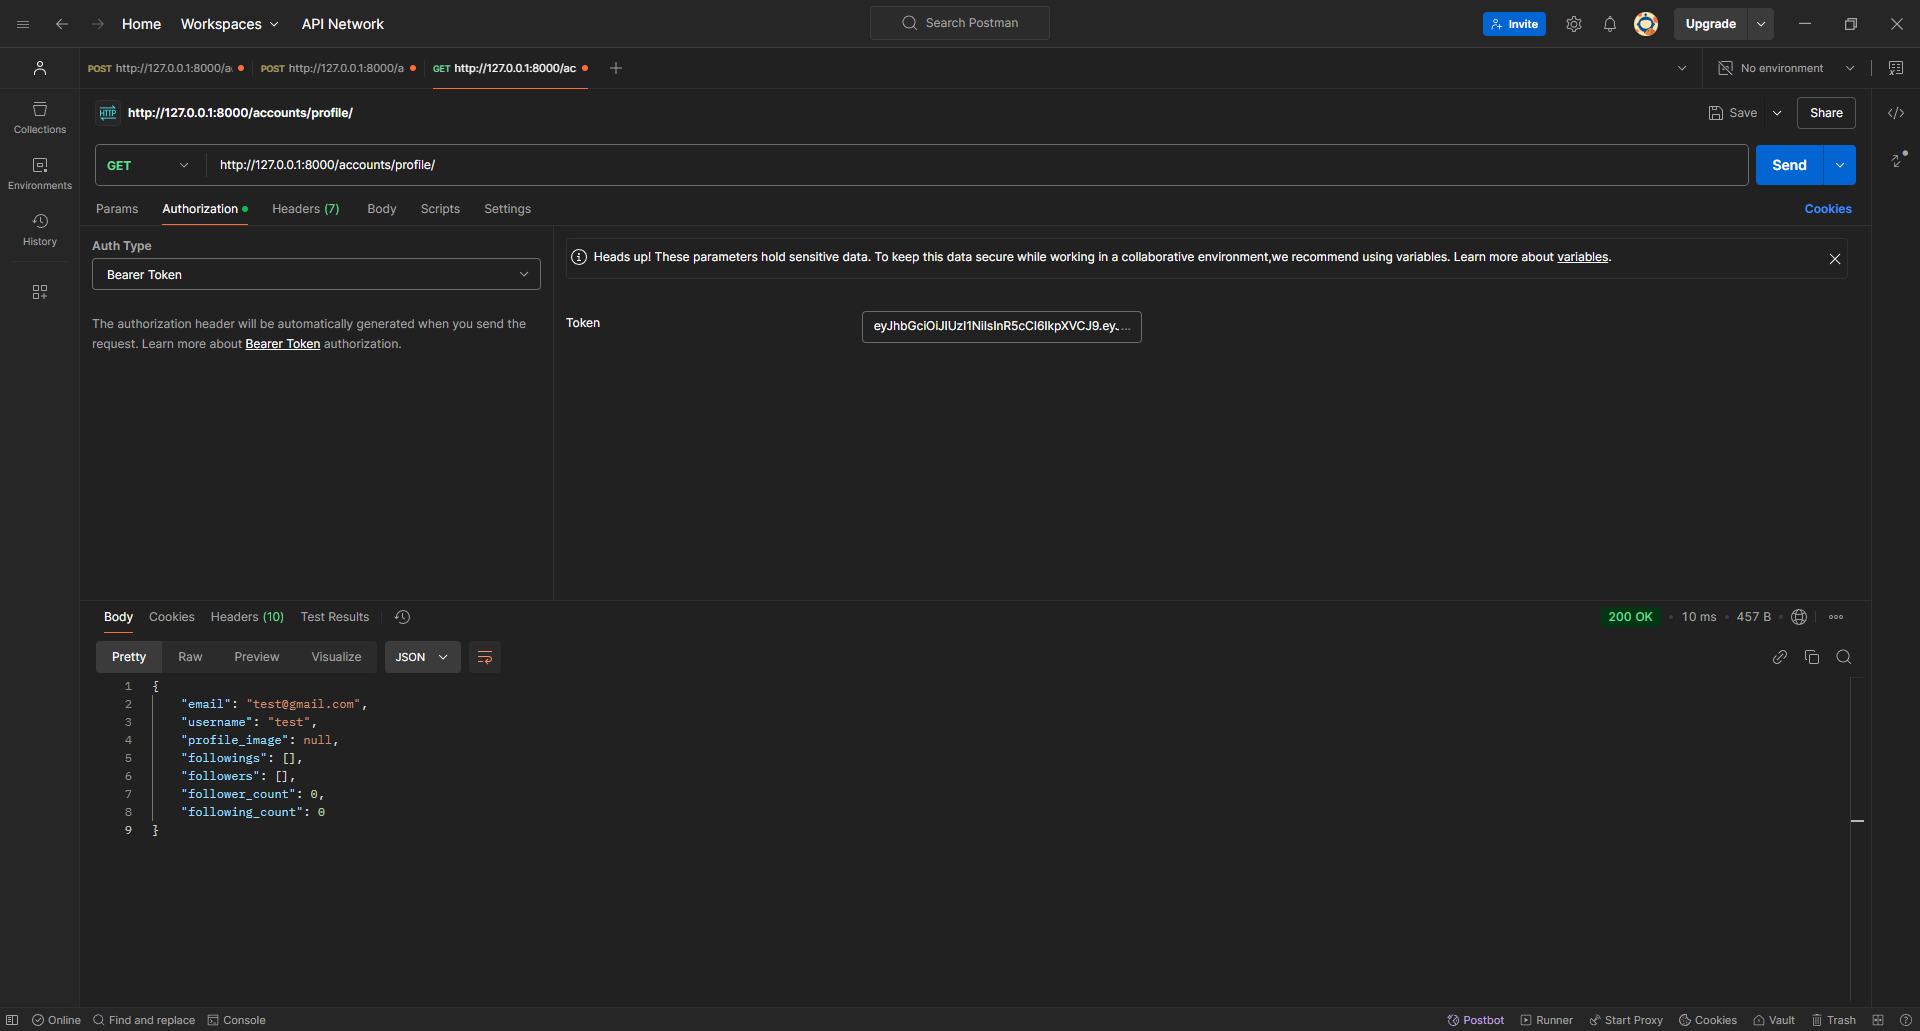 Home Workspaces API Network Search Postman Invite Upgrade
POST http://127.0.0.1:8000/a POST http://127.0.0.1:8000/a GET http://127.0.0.1:8000/ac No environment
HTTP http://127.0.0.1:8000/accounts/profile/ Save Share
Collections
GET http://127.0.0.1:8000/accounts/profile/ Send
Environments
Params Authorization Headers (7) Body Scripts Settings Cookies
History
Auth Type
Bearer Token
Heads up! These parameters hold sensitive data. To keep this data secure while working in a collaborative environment,we recommend using variables. Learn more about variables.
The authorization header will be automatically generated when you send the
request. Learn more about Bearer Token authorization.
Token eyJhbGciOiJIUzI1NiIsInR5cCI6IkpXVCJ9.eyJ...
Body Cookies Headers (10) Test Results 200 OK 10 ms 457 B
Pretty Raw Preview Visualize JSON
1 {
2 "email": "test@gmail.com",
3 "username": "test",
4 "profile_image": null,
5 "followings": [],
6 "followers": [],
7 "follower_count": 0,
8 "following_count": 0
9 }
Online Find and replace Console Postbot Runner Start Proxy Cookies Vault Trash